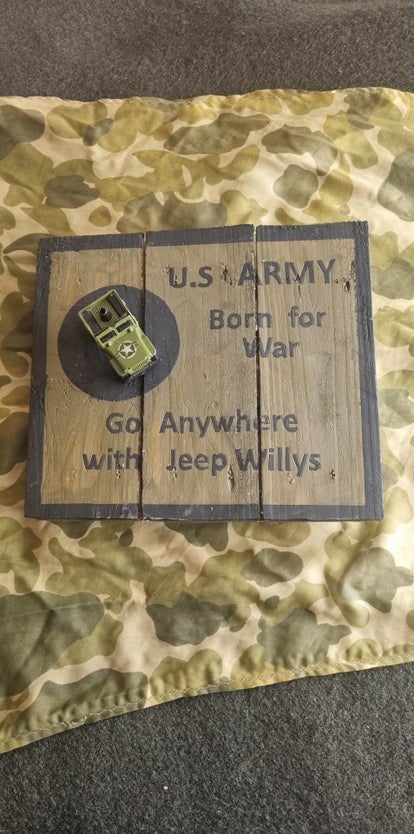 U.S ARMY
Born for
War
Go Anywhere
with Jeep Willys